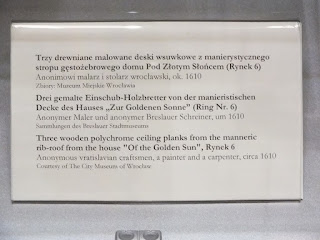 Trzy drewniane malowane deski wsuwkowe z manierystycznego
stropu gęstożebrowego domu Pod Złotym Słońcem (Rynek 6)
Anonimowi malarz i stolarz wrocławski, ok. 1610
Zbiory: Muzeum Miejskie Wrocławia
Drei gemalte Einschub-Holzbretter von der manieristischen
Decke des Hauses „Zur Goldenen Sonne" (Ring Nr. 6)
Anonymer Maler und anonymer Breslauer Schreiner, um 1610
Sammlungen des Breslauer Stadtmuseums
Three wooden polychrome ceiling planks from the manneric
rib-roof from the house "Of the Golden Sun", Rynek 6
Anonymous vratislavian craftsmen, a painter and a carpenter, circa 1610
Courtesy of The City Museum of Wrocław